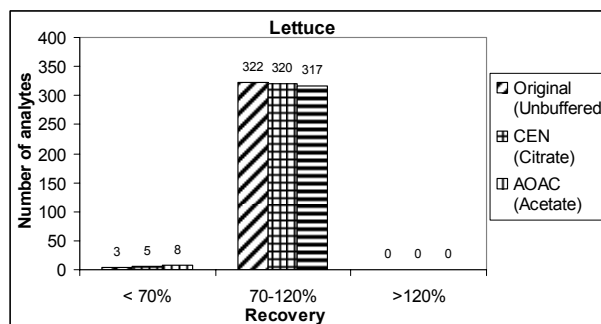 Lettuce
400
350
300
250
200
150
100
50
0
Number of analytes
3 5 8
322 320 317
0 0 0
< 70% 70-120% >120%
Recovery
Original
(Unbuffered
CEN
(Citrate)
AOAC
(Acetate)